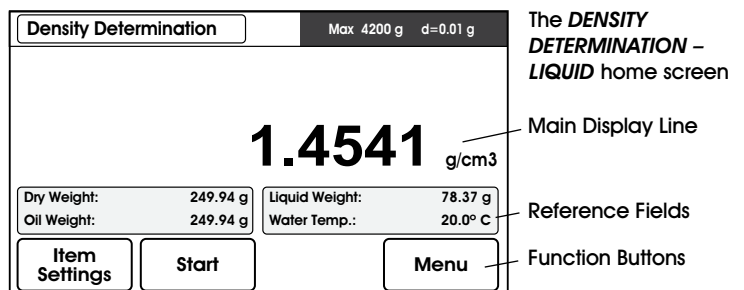 Density Determination
Max 4200 g d=0.01 g
1.4541 g/cm3
Dry Weight: 249.94 g
Oil Weight: 249.94 g
Liquid Weight: 78.37 g
Water Temp.: 20.0º C
Item
Settings
Start
Menu
The DENSITY
DETERMINATION –
LIQUID home screen
Main Display Line
Reference Fields
Function Buttons